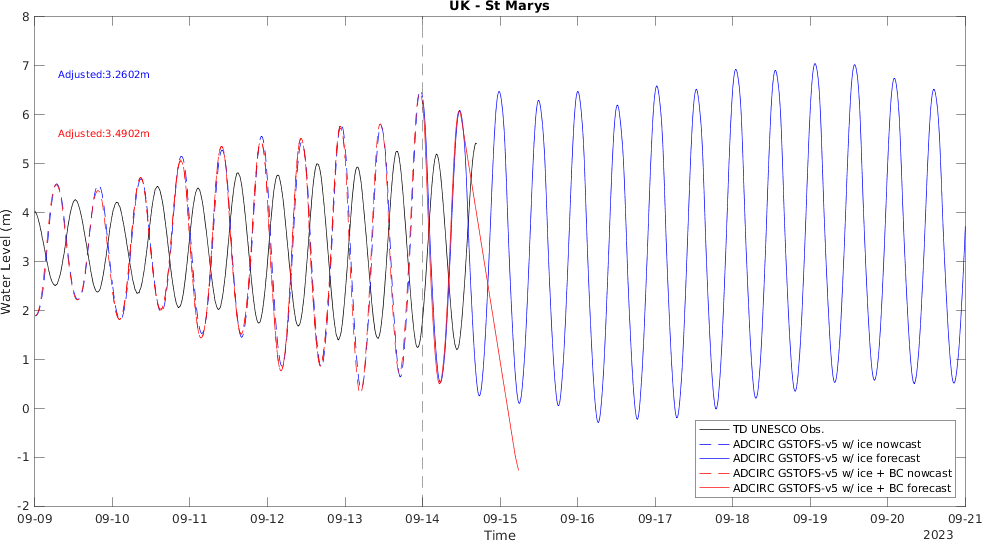 UK - St Marys
8
7
6
5
4
3
2
1
0
-1
-2
Water Level (m)
Adjusted:3.2602m
Adjusted:3.4902m
TD UNESCO Obs.
ADCIRC GSTOFS-v5 w/ ice nowcast
ADCIRC GSTOFS-v5 w/ ice forecast
ADCIRC GSTOFS-v5 w/ ice + BC nowcast
ADCIRC GSTOFS-v5 w/ ice + BC forecast
09-09 09-10 09-11 09-12 09-13 09-14 09-15 09-16 09-17 09-18 09-19 09-20 09-21
Time
2023